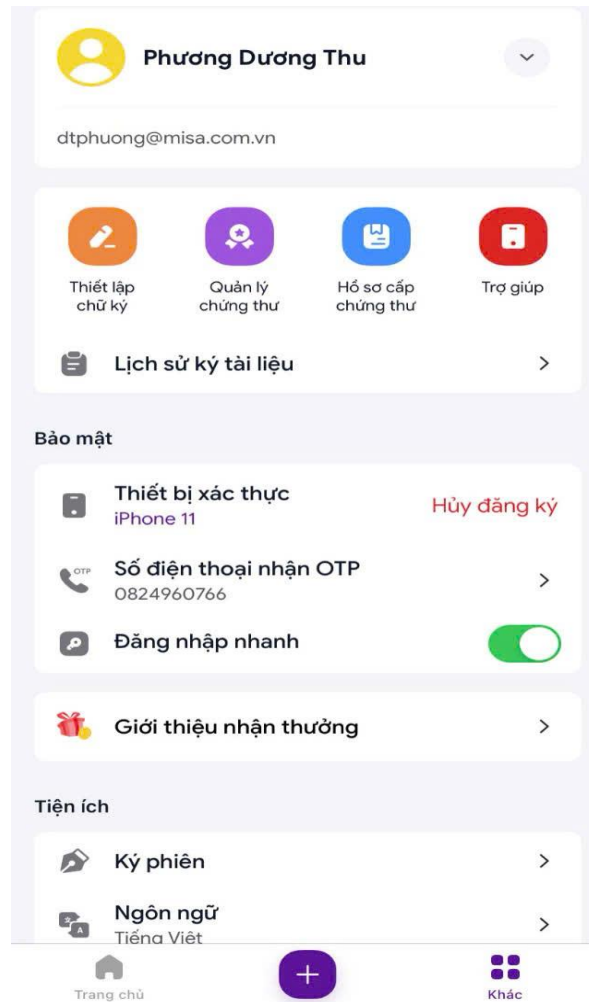 Phương Dương Thu
dtphuong@misa.com.vn
Thiết lập
chữ ký
Quản lý
chứng thư
Hồ sơ cấp
chứng thư
Trợ giúp
Lịch sử ký tài liệu
Bảo mật
Thiết bị xác thực
iPhone 11
Hủy đăng ký
OTP
Số điện thoại nhận OTP
0824960766
Đăng nhập nhanh
Giới thiệu nhận thưởng
Tiện ích
Ký phiên
Ngôn ngữ
Tiếng Việt
Trang chủ
Khác